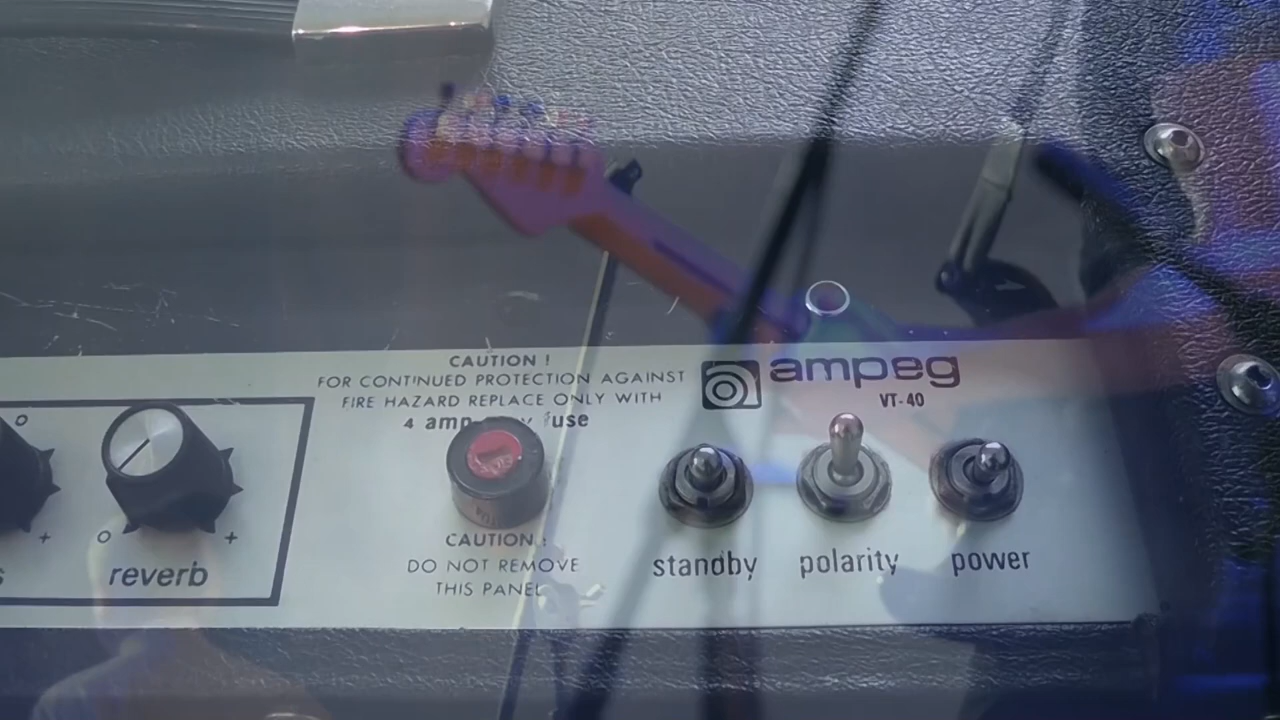 CAUTION !
FOR CONTINUED PROTECTION AGAINST
FIRE HAZARD REPLACE ONLY WITH
4 amp fuse
ampeg
VT-40
CAUTION :
DO NOT REMOVE
THIS PANEL
O +
O +
reverb
standby
polarity
power